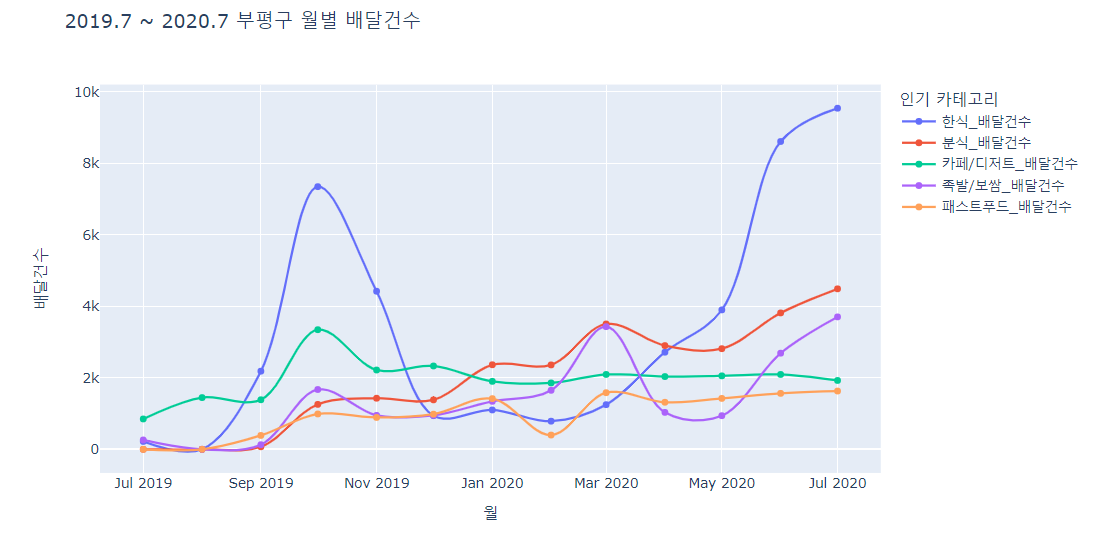 2019.7 ~ 2020.7 부평구 월별 배달건수
인기 카테고리
한식_배달건수
분식_배달건수
카페/디저트_배달건수
족발/보쌈_배달건수
패스트푸드_배달건수
배달건수
10k
8k
6k
4k
2k
0
Jul 2019
Sep 2019
Nov 2019
Jan 2020
Mar 2020
May 2020
Jul 2020
월